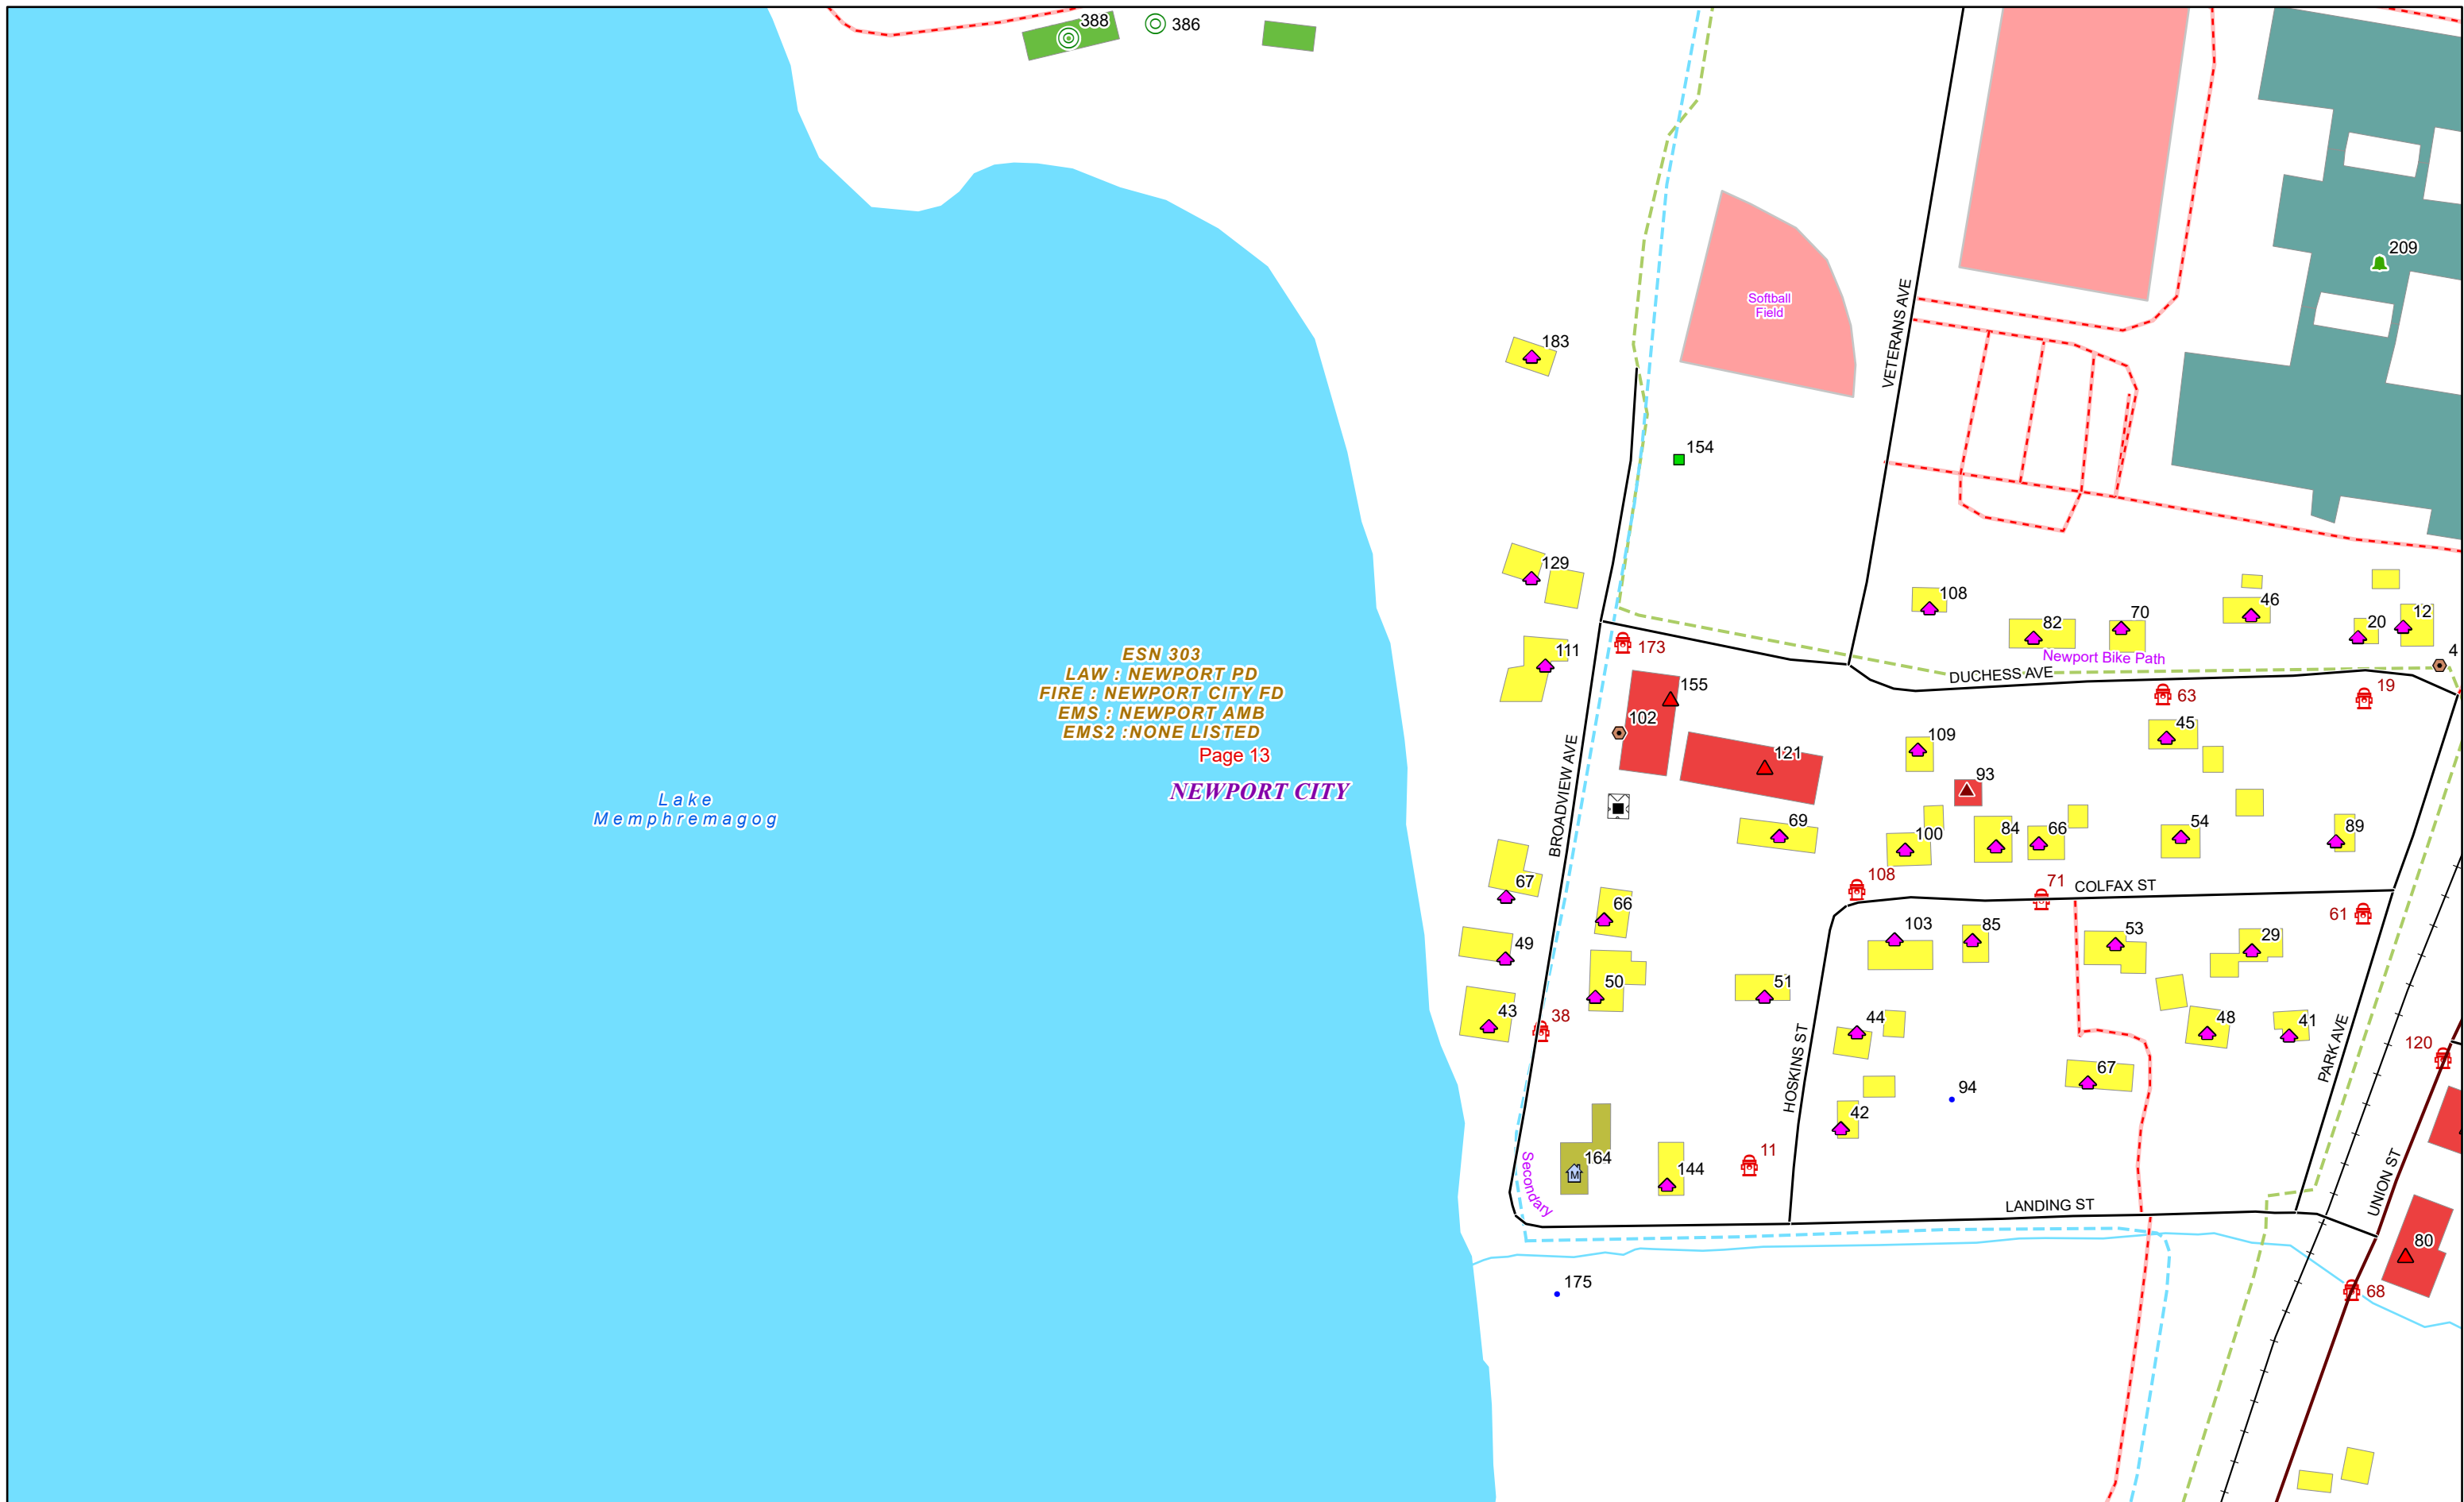 388
386
209
Softball
Field
VETERANS AVE
183
154
129
108
46
12
82
70
20
173
4
111
Newport Bike Path
ESN 303
LAW : NEWPORT PD
FIRE : NEWPORT CITY FD
EMS : NEWPORT AMB
EMS2 :NONE LISTED
Page 13
NEWPORT CITY
Lake
Memphremagog
DUCHESS AVE
155
63
19
102
45
109
121
93
BROADVIEW AVE
69
100
84
66
54
89
67
108
71
COLFAX ST
66
61
103
85
53
29
49
50
51
43
38
44
48
41
HOSKINS ST
PARK AVE
120
67
94
42
164
144
11
Secondary
UNION ST
LANDING ST
80
175
68
M